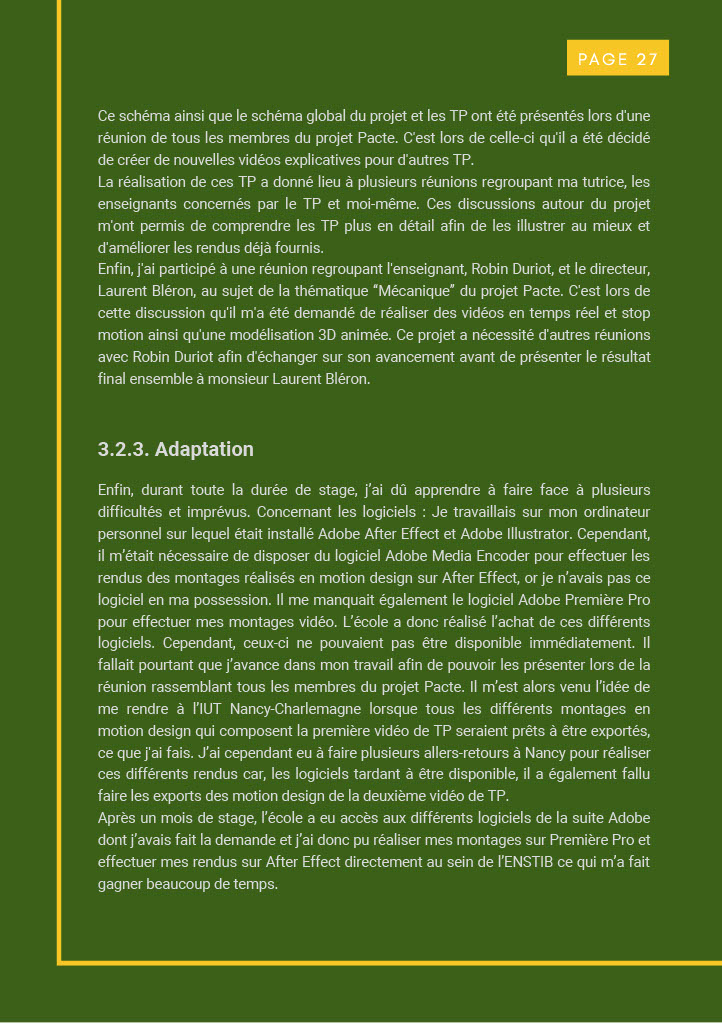 PAGE 27
Ce schéma ainsi que le schéma global du projet et les TP ont été présentés lors d'une
réunion de tous les membres du projet Pacte. C'est lors de celle-ci qu'il a été décidé
de créer de nouvelles vidéos explicatives pour d'autres TP.
La réalisation de ces TP a donné lieu à plusieurs réunions regroupant ma tutrice, les
enseignants concernés par le TP et moi-même. Ces discussions autour du projet
m'ont permis de comprendre les TP plus en détail afin de les illustrer au mieux et
d'améliorer les rendus déjà fournis.
Enfin, j'ai participé à une réunion regroupant l'enseignant, Robin Duriot, et le directeur,
Laurent Bléron, au sujet de la thématique “Mécanique” du projet Pacte. C'est lors de
cette discussion qu'il m'a été demandé de réaliser des vidéos en temps réel et stop
motion ainsi qu'une modélisation 3D animée. Ce projet a nécessité d'autres réunions
avec Robin Duriot afin d'échanger sur son avancement avant de présenter le résultat
final ensemble à monsieur Laurent Bléron.
3.2.3. Adaptation
Enfin, durant toute la durée de stage, j’ai dû apprendre à faire face à plusieurs
difficultés et imprévus. Concernant les logiciels : Je travaillais sur mon ordinateur
personnel sur lequel était installé Adobe After Effect et Adobe Illustrator. Cependant,
il m’était nécessaire de disposer du logiciel Adobe Media Encoder pour effectuer les
rendus des montages réalisés en motion design sur After Effect, or je n’avais pas ce
logiciel en ma possession. Il me manquait également le logiciel Adobe Première Pro
pour effectuer mes montages vidéo. L’école a donc réalisé l’achat de ces différents
logiciels. Cependant, ceux-ci ne pouvaient pas être disponible immédiatement. Il
fallait pourtant que j’avance dans mon travail afin de pouvoir les présenter lors de la
réunion rassemblant tous les membres du projet Pacte. Il m’est alors venu l’idée de
me rendre à l’IUT Nancy-Charlemagne lorsque tous les différents montages en
motion design qui composent la première vidéo de TP seraient prêts à être exportés,
ce que j'ai fais. J’ai cependant eu à faire plusieurs allers-retours à Nancy pour réaliser
ces différents rendus car, les logiciels tardant à être disponible, il a également fallu
faire les exports des motion design de la deuxième vidéo de TP.
Après un mois de stage, l’école a eu accès aux différents logiciels de la suite Adobe
dont j’avais fait la demande et j’ai donc pu réaliser mes montages sur Première Pro et
effectuer mes rendus sur After Effect directement au sein de l’ENSTIB ce qui m’a fait
gagner beaucoup de temps.